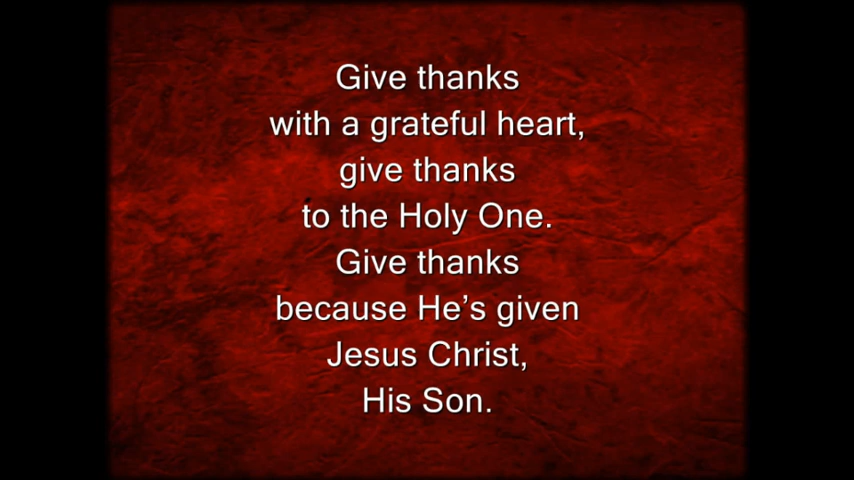 Give thanks
with a grateful heart,
give thanks
to the Holy One.
Give thanks
because He’s given
Jesus Christ,
His Son.